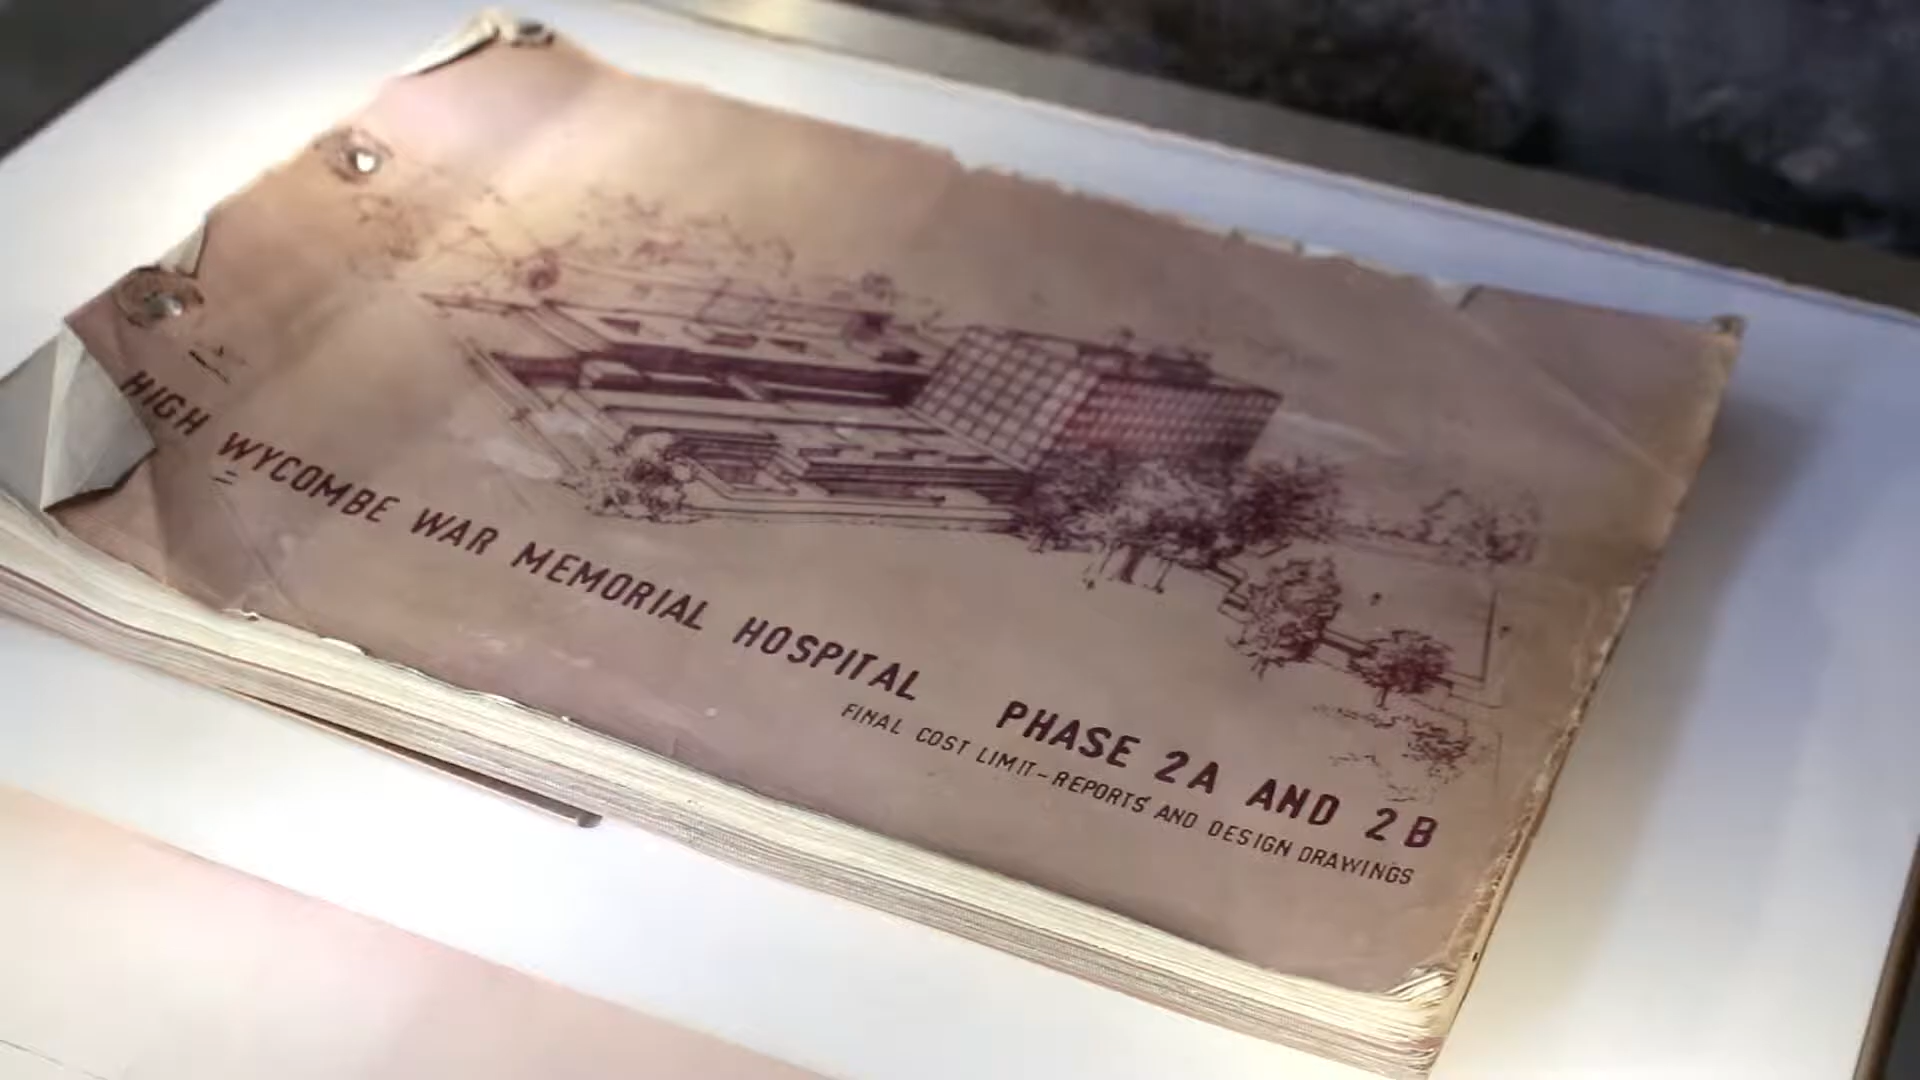 HIGH WYCOMBE WAR MEMORIAL HOSPITAL PHASE 2A AND 2B
FINAL COST LIMIT-REPORTS AND DESIGN DRAWINGS